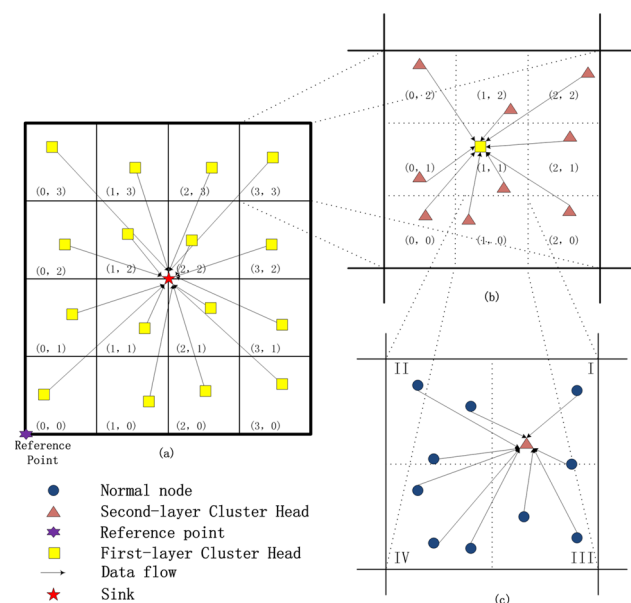 (0, 3) (1, 3) (2, 3) (3, 3)
(0, 2) (1, 2) (2, 2) (3, 2)
(0, 1) (1, 1) (2, 1) (3, 1)
(0, 0) (1, 0) (2, 0) (3, 0)
Reference
Point
(a)
(0, 2) (1, 2) (2, 2)
(0, 1) (1, 1) (2, 1)
(0, 0) (1, 0) (2, 0)
(b)
II I
IV III
(c)
Normal node
Second-layer Cluster Head
Reference point
First-layer Cluster Head
Data flow
Sink